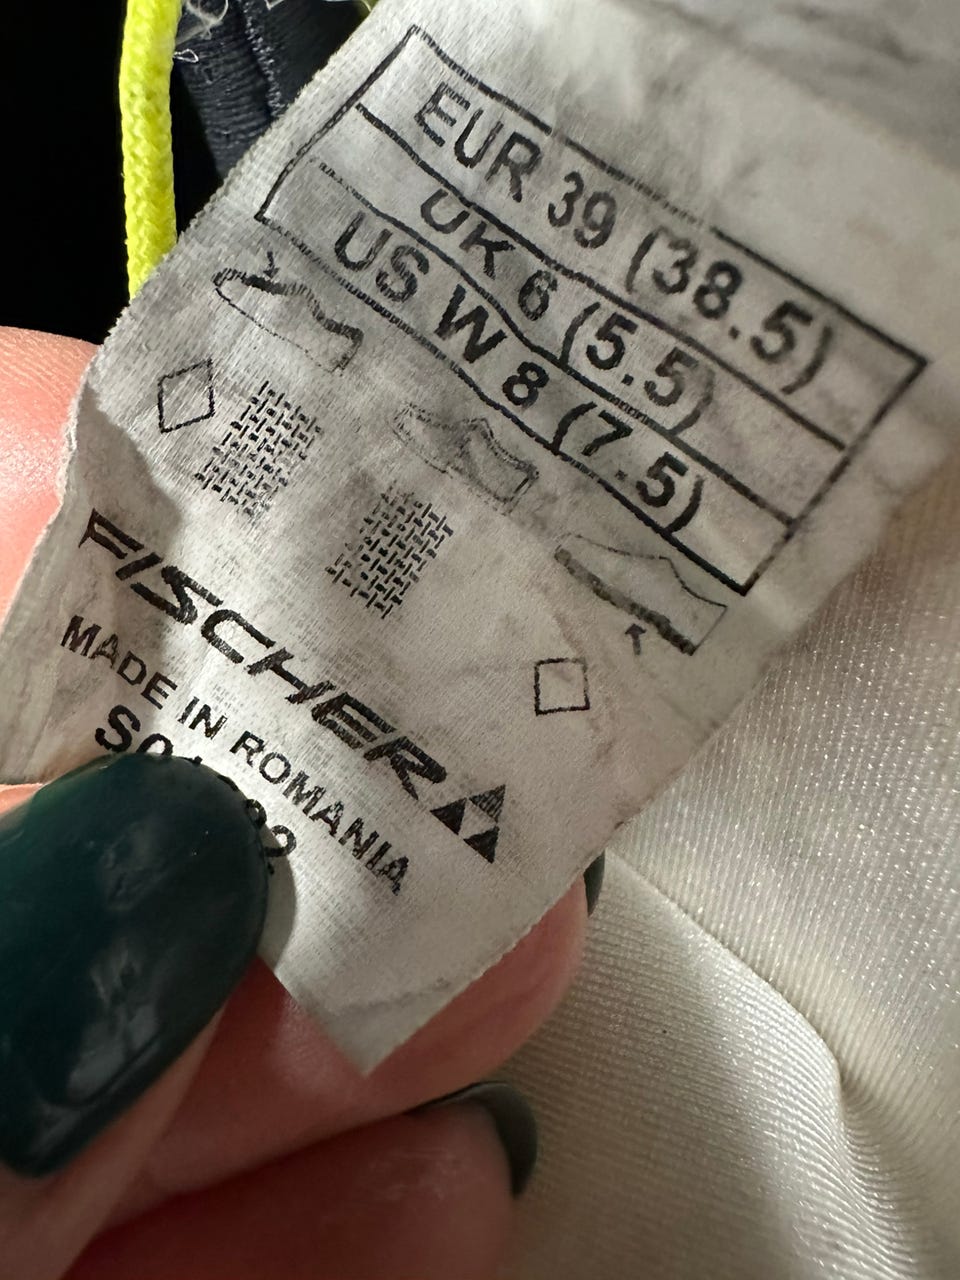 EUR 39 (38.5)
UK 6 (5.5)
US W 8 (7.5)
FISCHER
MADE IN ROMANIA